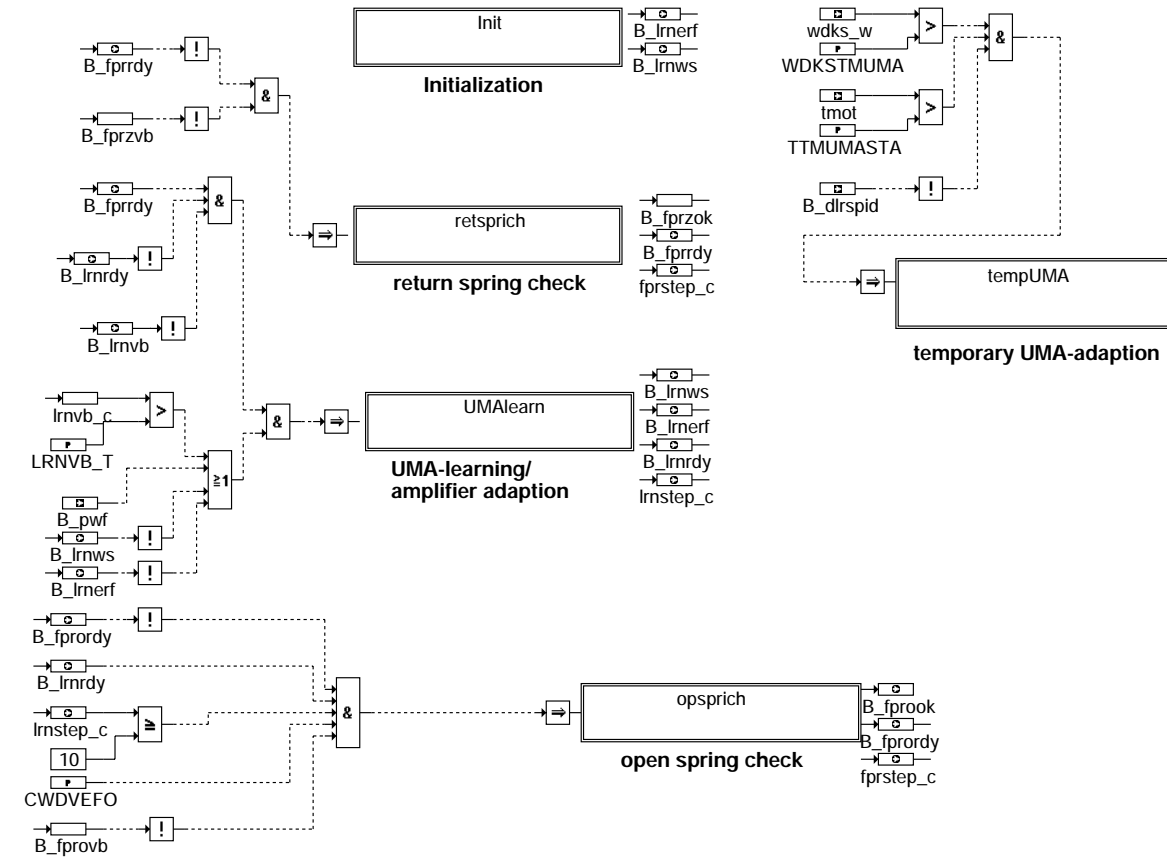 Init
B_lrnerf
B_lrnws
Initialization
B_fprrdy
!
&
B_fprzvb
!
wdks_w
>
&
P
WDKSTMUMA
tmot
>
P
TTMUMASTA
B_dlrspid
!
B_fprrdy
&
B_lrnrdy
!
B_lrnvb
!
⇒
retsprich
return spring check
B_fprzok
B_fprrdy
fprstep_c
⇒
tempUMA
temporary UMA-adaption
lrnvb_c
>
P
LRNVB_T
≧1
B_pwf
B_lrnws
!
B_lrnerf
!
&
⇒
UMAlearn
UMA-learning/
amplifier adaption
B_lrnws
B_lrnerf
B_lrnrdy
lrnstep_c
B_fprordy
!
B_lrnrdy
lrnstep_c
≧
10
P
CWDVEFO
B_fprovb
!
&
⇒
opsprich
open spring check
B_fprook
B_fprordy
fprstep_c